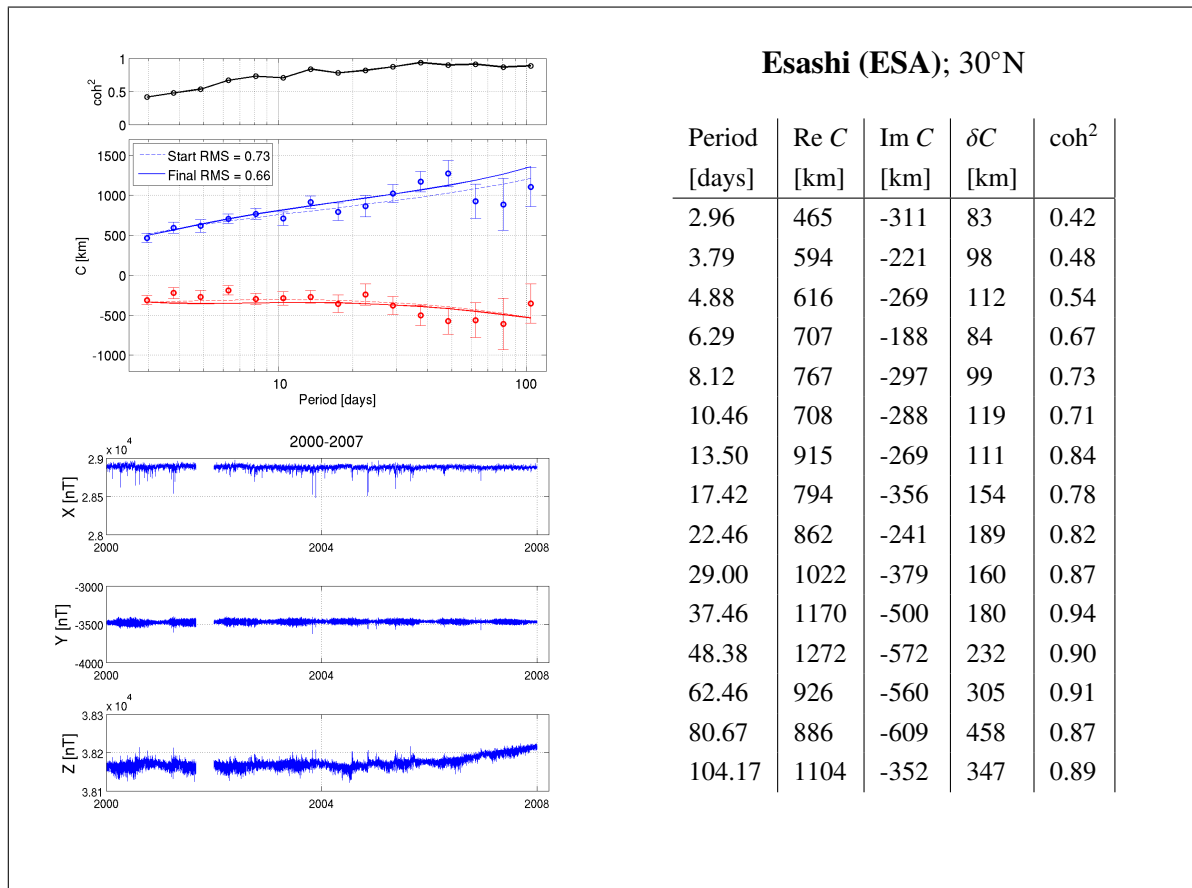 1
0.5
0
coh²
1500
1000
500
0
-500
-1000
C [km]
Start RMS = 0.73
Final RMS = 0.66
10
100
Period [days]
2000-2007
x 10⁴
2.9
2.85
2.8
X [nT]
2000
2004
2008
-3000
-3500
-4000
Y [nT]
2000
2004
2008
x 10⁴
3.83
3.82
3.81
Z [nT]
2000
2004
2008
Esashi (ESA); 30°N
Period Re C Im C δC coh²
[days] [km] [km] [km]
2.96 465 -311 83 0.42
3.79 594 -221 98 0.48
4.88 616 -269 112 0.54
6.29 707 -188 84 0.67
8.12 767 -297 99 0.73
10.46 708 -288 119 0.71
13.50 915 -269 111 0.84
17.42 794 -356 154 0.78
22.46 862 -241 189 0.82
29.00 1022 -379 160 0.87
37.46 1170 -500 180 0.94
48.38 1272 -572 232 0.90
62.46 926 -560 305 0.91
80.67 886 -609 458 0.87
104.17 1104 -352 347 0.89